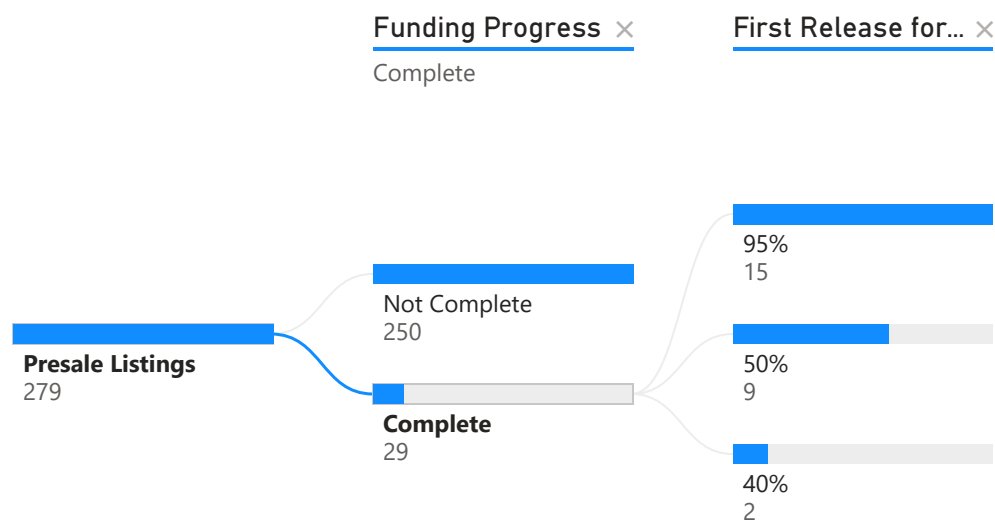 Funding Progress ×
First Release for... ×
Complete
95%
15
Not Complete
250
Presale Listings
279
50%
9
Complete
29
40%
2